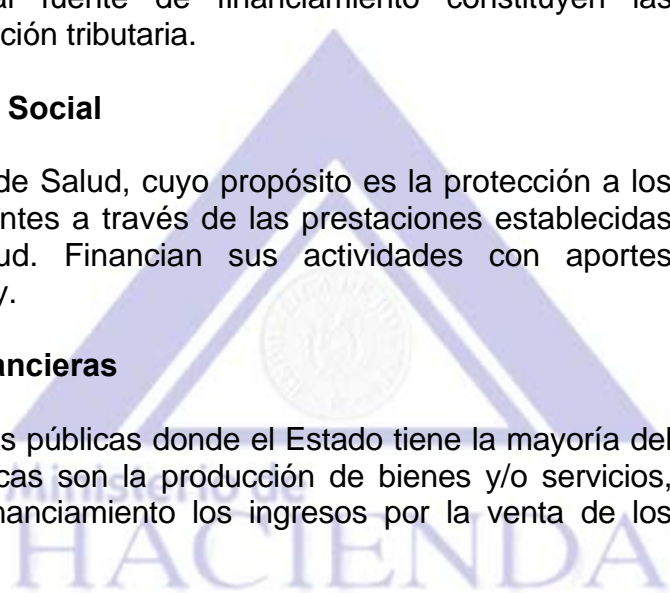 fuente de financiamiento constituyen las
ción tributaria.
Social
de Salud, cuyo propósito es la protección a los
ntes a través de las prestaciones establecidas
ud. Financian sus actividades con aportes
y.
ancieras
s públicas donde el Estado tiene la mayoría del
cas son la producción de bienes y/o servicios,
nanciamiento los ingresos por la venta de los
Ministerio de
HACIENDA